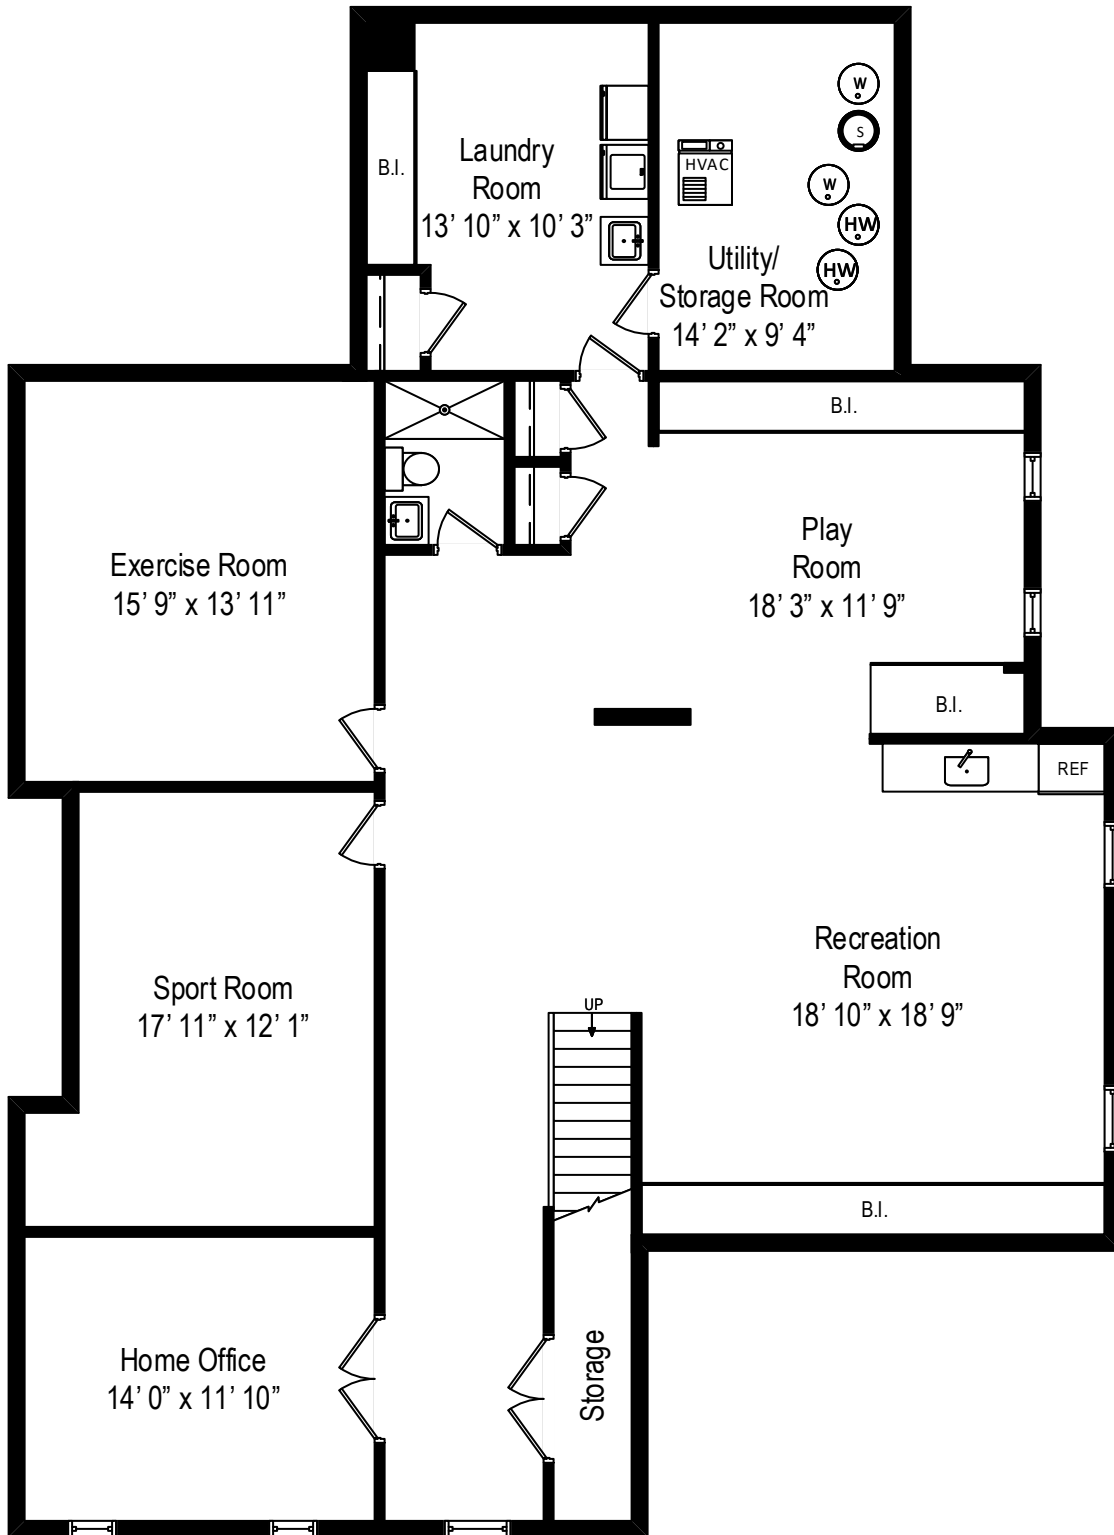 W
S
B.I.
Laundry
Room
13’ 10” x 10’ 3”
HVAC
W
HW
HW
Utility/
Storage Room
14’ 2” x 9’ 4”
B.I.
Exercise Room
15’ 9” x 13’ 11”
Play
Room
18’ 3” x 11’ 9”
B.I.
REF
Sport Room
17’ 11” x 12’ 1”
UP
Recreation
Room
18’ 10” x 18’ 9”
B.I.
Home Office
14’ 0” x 11’ 10”
Storage